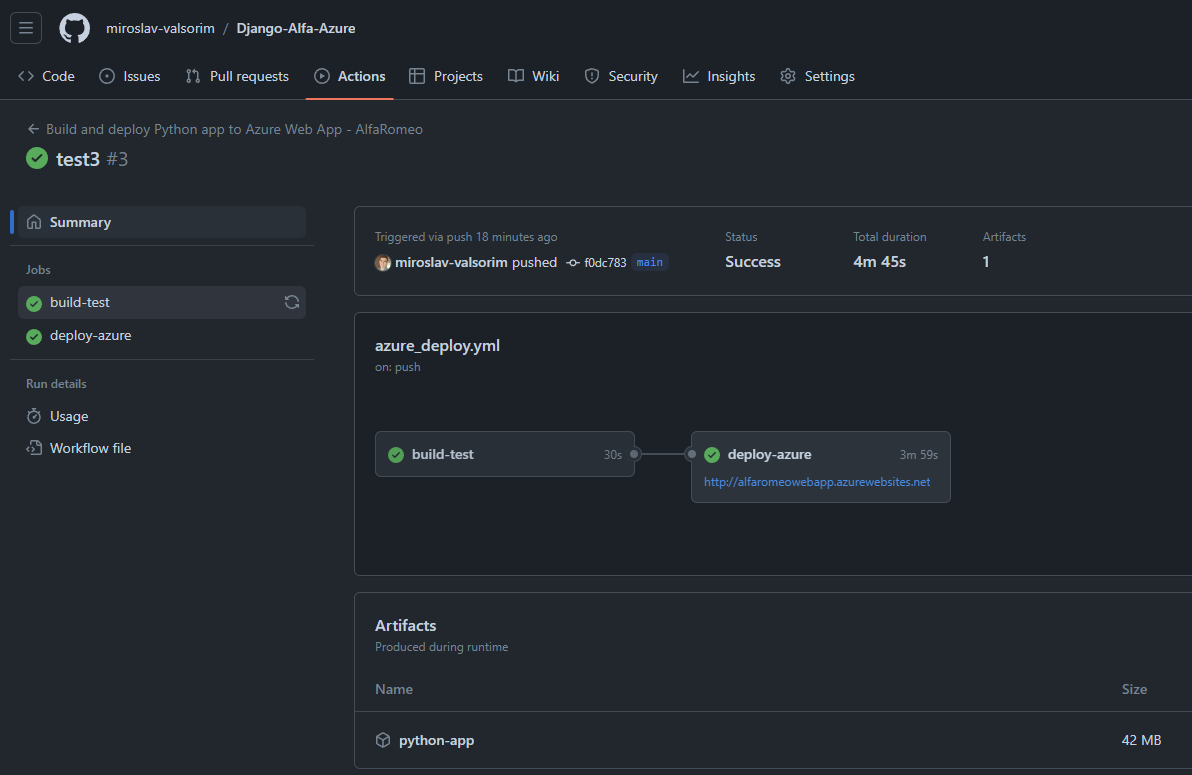 miroslav-valsorim / Django-Alfa-Azure
Code Issues Pull requests Actions Projects Wiki Security Insights Settings
Build and deploy Python app to Azure Web App - AlfaRomeo
test3 #3
Summary
Jobs
build-test
deploy-azure
Run details
Usage
Workflow file
Triggered via push 18 minutes ago
miroslav-valsorim pushed f0dc783 main
Status
Success
Total duration
4m 45s
Artifacts
1
azure_deploy.yml
on: push
build-test 30s
deploy-azure 3m 59s
http://alfaromeowebapp.azurewebsites.net
Artifacts
Produced during runtime
Name Size
python-app 42 MB